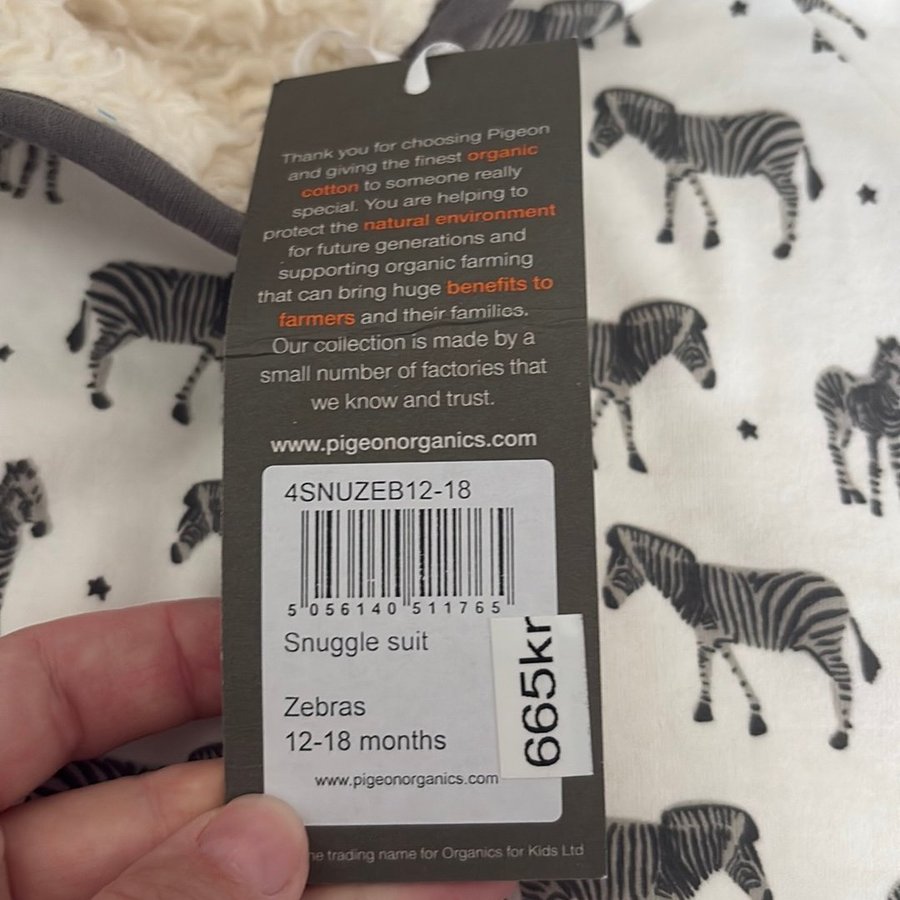 Thank you for choosing Pigeon
and giving the finest organic
cotton to someone really
special. You are helping to
protect the natural environment
for future generations and
supporting organic farming
that can bring huge benefits to
farmers and their families.
Our collection is made by a
small number of factories that
we know and trust.
www.pigeonorganics.com
4SNUZEB12-18
5 056140 511765
Snuggle suit
665kr
Zebras
12-18 months
www.pigeonorganics.com
trading name for Organics for Kids Ltd